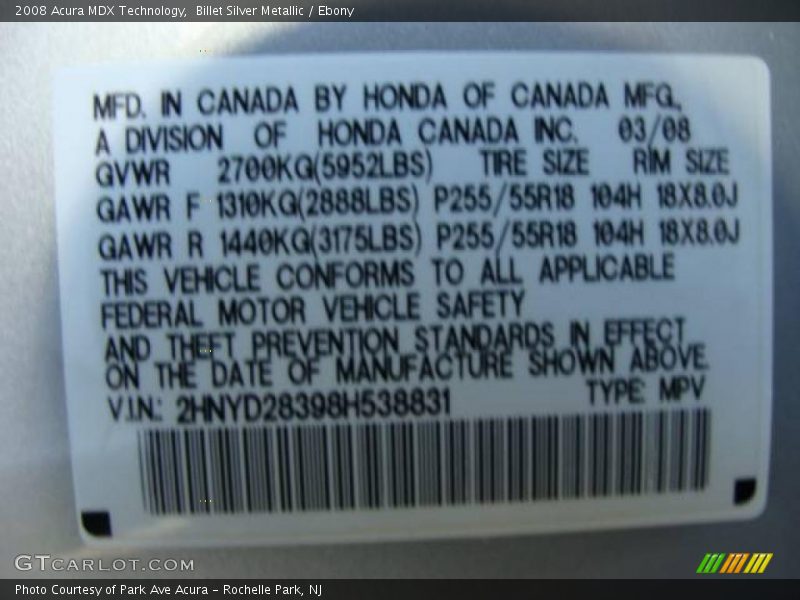 2008 Acura MDX Technology, Billet Silver Metallic / Ebony
MFD. IN CANADA BY HONDA OF CANADA MFG.,
A DIVISION OF HONDA CANADA INC. 03/08
GVWR 2700KG(5952LBS) TIRE SIZE RIM SIZE
GAWR F 1310KG(2888LBS) P255/55R18 104H 18X8.0J
GAWR R 1440KG(3175LBS) P255/55R18 104H 18X8.0J
THIS VEHICLE CONFORMS TO ALL APPLICABLE
FEDERAL MOTOR VEHICLE SAFETY
AND THEFT PREVENTION STANDARDS IN EFFECT
ON THE DATE OF MANUFACTURE SHOWN ABOVE.
V.I.N.: 2HNYD28398H538831 TYPE: MPV
GTCARLOT.COM
Photo Courtesy of Park Ave Acura - Rochelle Park, NJ